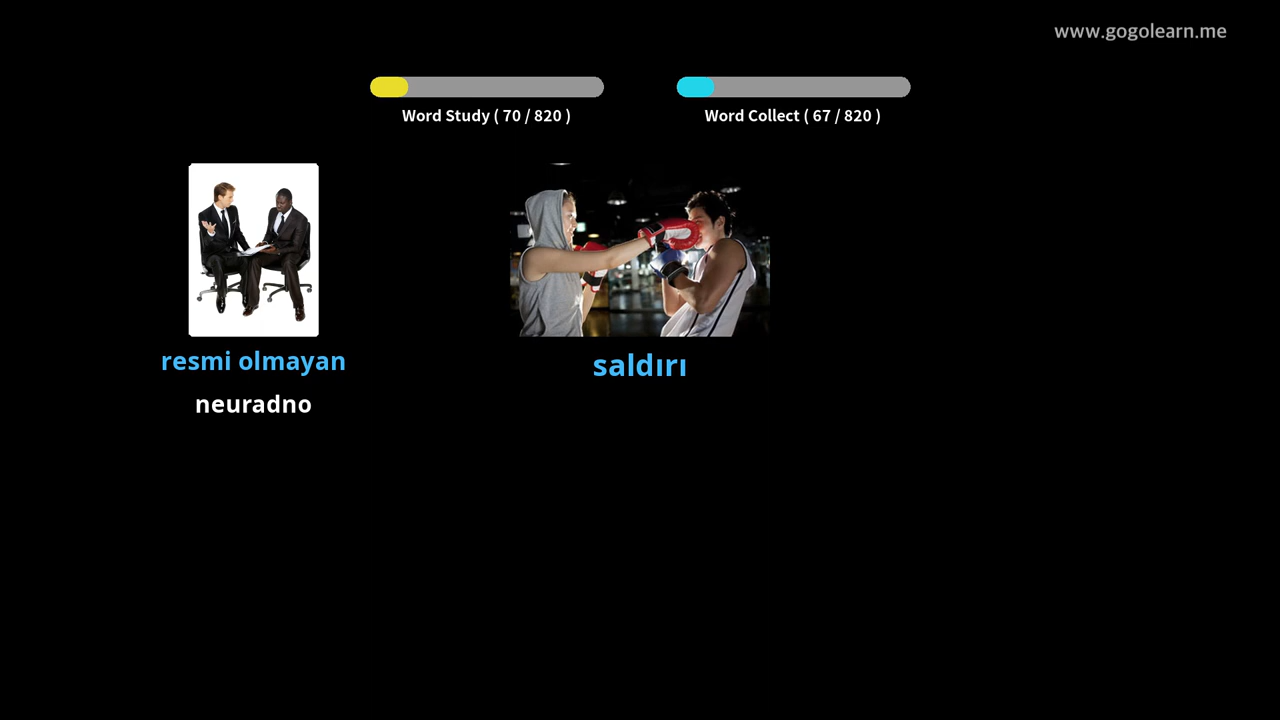 www.gogolearn.me
Word Study ( 70 / 820 )
Word Collect ( 67 / 820 )
resmi olmayan
neuradno
saldırı